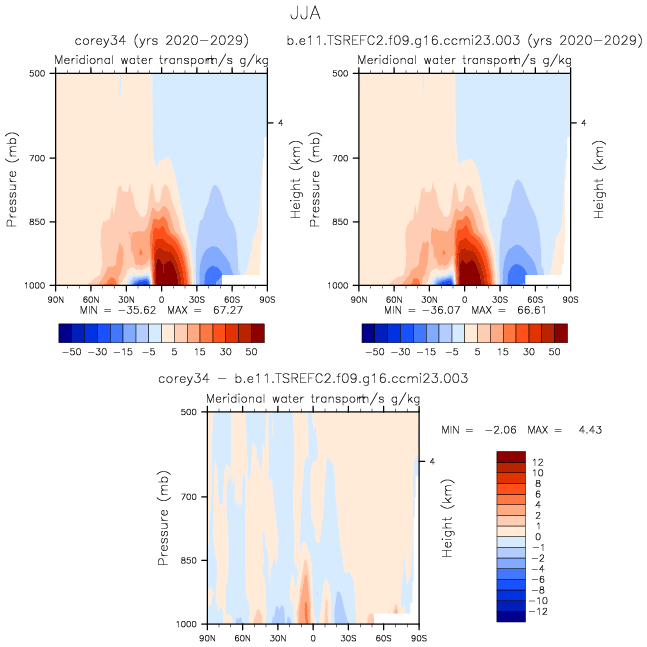 JJA
corey34 (yrs 2020-2029)
b.e11.TSREFC2.f09.g16.ccmi23.003 (yrs 2020-2029)
Meridional water transport m/s g/kg
Meridional water transport m/s g/kg
500
700
850
1000
Pressure (mb)
4
Height (km)
90N 60N 30N 0 30S 60S 90S
MIN = -35.62 MAX = 67.27
-50 -30 -15 -5 5 15 30 50
500
700
850
1000
Pressure (mb)
4
Height (km)
90N 60N 30N 0 30S 60S 90S
MIN = -36.07 MAX = 66.61
-50 -30 -15 -5 5 15 30 50
corey34 - b.e11.TSREFC2.f09.g16.ccmi23.003
Meridional water transport m/s g/kg
500
700
850
1000
Pressure (mb)
4
Height (km)
90N 60N 30N 0 30S 60S 90S
MIN = -2.06 MAX = 4.43
12
10
8
6
4
2
1
0
-1
-2
-4
-6
-8
-10
-12